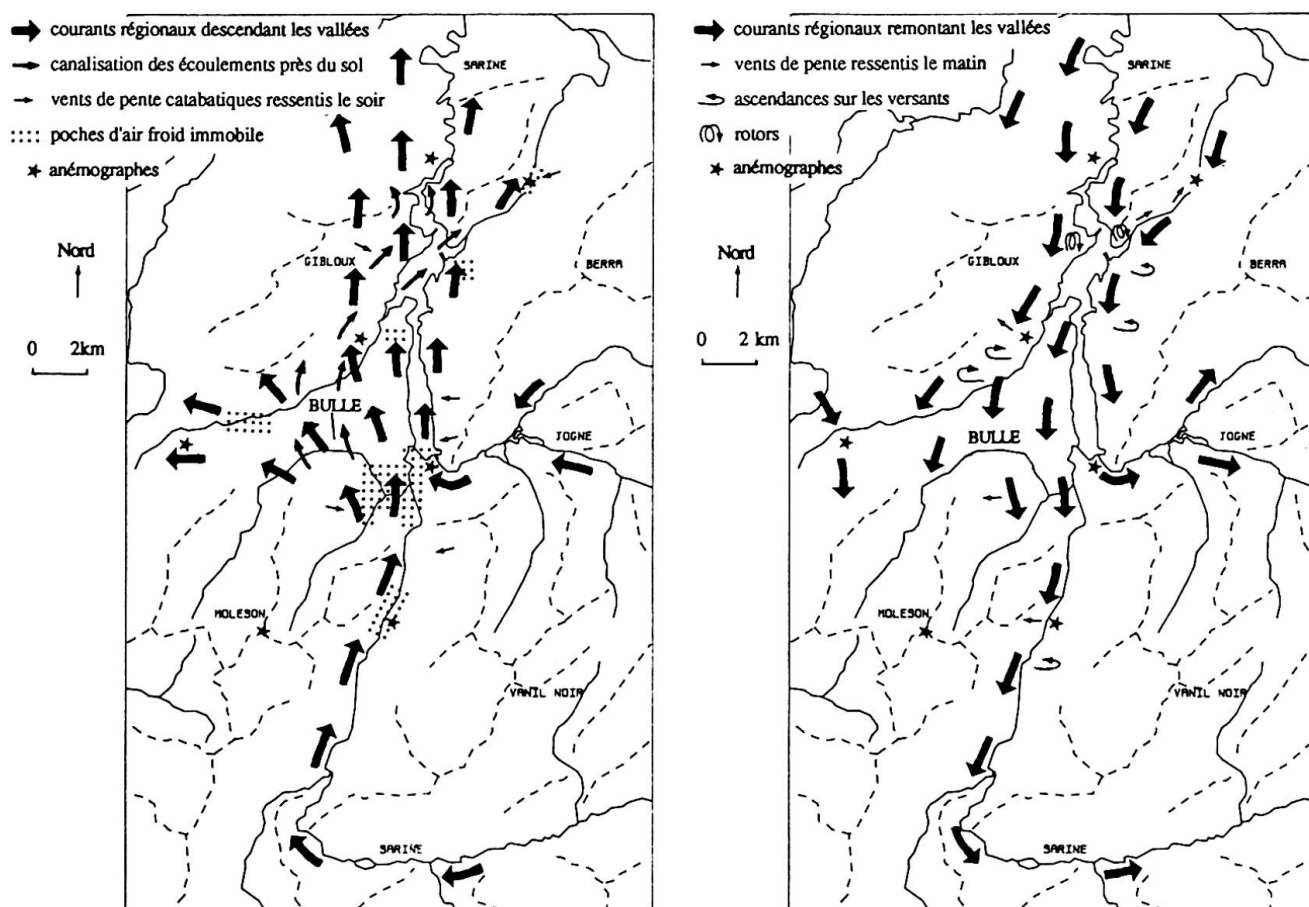 courants régionaux descendant les vallées
canalisation des écoulements près du sol
vents de pente catabatiques ressentis le soir
poches d'air froid immobile
anémographes
Nord
0 2km
SARINE
GIBLOUX
BERRA
BULLE
JOGNE
MOLESON
VANIL NOIR
SARINE
courants régionaux remontant les vallées
vents de pente ressentis le matin
ascendances sur les versants
rotors
anémographes
Nord
0 2 km
SARINE
GIBLOUX
BERRA
BULLE
JOGNE
MOLESON
VANIL NOIR
SARINE